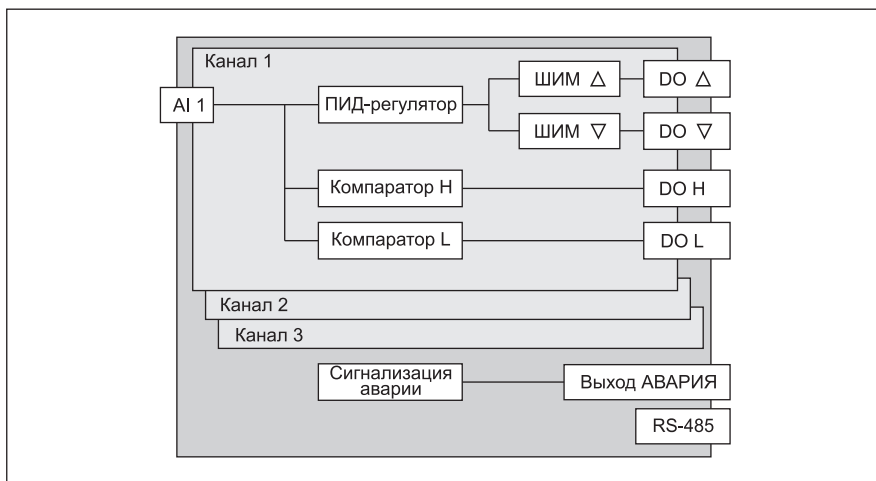 Канал 1
AI 1
ПИД-регулятор
ШИМ △
DO △
ШИМ ▽
DO ▽
Компаратор H
DO H
Компаратор L
DO L
Канал 2
Канал 3
Сигнализация
аварии
Выход АВАРИЯ
RS-485